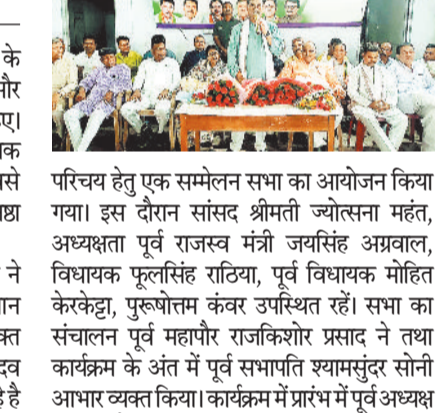 के
और
ए।
क
से
ष्ठा
ने
ान
क्त
दव
है है
परिचय हेतु एक सम्मेलन सभा का आयोजन किया
गया। इस दौरान सांसद श्रीमती ज्योत्सना महंत,
अध्यक्षता पूर्व राजस्व मंत्री जयसिंह अग्रवाल,
विधायक फूलसिंह राठिया, पूर्व विधायक मोहित
केरकेट्टा, पुरूषोत्तम कंवर उपस्थित रहें। सभा का
संचालन पूर्व महापौर राजकिशोर प्रसाद ने तथा
कार्यक्रम के अंत में पूर्व सभापति श्यामसुंदर सोनी
आभार व्यक्त किया। कार्यक्रम में प्रारंभ में पूर्व अध्यक्ष